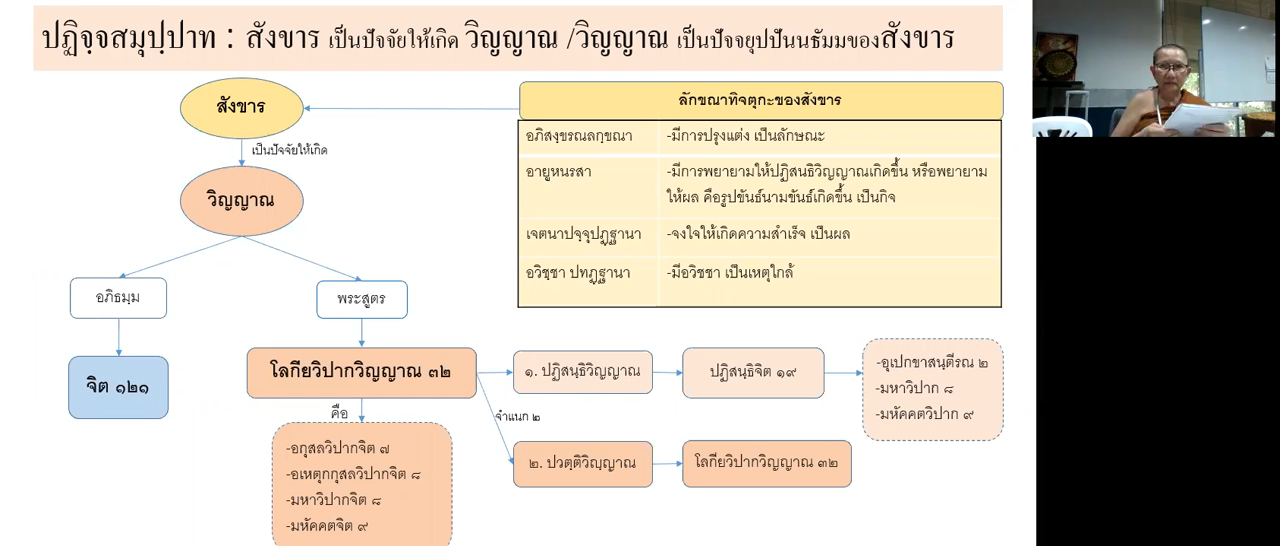 ปฏิจฺจสมุปฺปาท : สังขาร เป็นปัจจัยให้เกิด วิญญาณ /วิญญาณ เป็นปัจจยุปปันนธัมมของสังขาร
สังขาร
เป็นปัจจัยให้เกิด
วิญญาณ
อภิธมฺม
พระสูตร
จิต ๑๒๑
ลักขณาทิจตุกะของสังขาร
อภิสงฺขรณลกฺขณา -มีการปรุงแต่ง เป็นลักษณะ
อายูหนรสา -มีการพยายามให้ปฏิสนธิวิญญาณเกิดขึ้น หรือพยายาม
ให้ผล คือรูปขันธ์นามขันธ์เกิดขึ้น เป็นกิจ
เจตนาปจฺจุปฏฺฐานา -จงใจให้เกิดความสำเร็จ เป็นผล
อวิชฺชา ปทฏฺฐานา -มีอวิชชา เป็นเหตุใกล้
โลกียวิปากวิญญาณ ๓๒
คือ
จำแนก ๒
-อกุสลวิปากจิต ๗
-อเหตุกกุสลวิปากจิต ๘
-มหาวิปากจิต ๘
-มหัคคตจิต ๙
๑. ปฏิสนฺธิวิญญาณ
ปฏิสนฺธิจิต ๑๙
-อุเปกขาสนฺตีรณ ๒
-มหาวิปาก ๘
-มหัคคตวิปาก ๙
๒. ปวตฺติวิญฺญาณ
โลกียวิปากวิญญาณ ๓๒